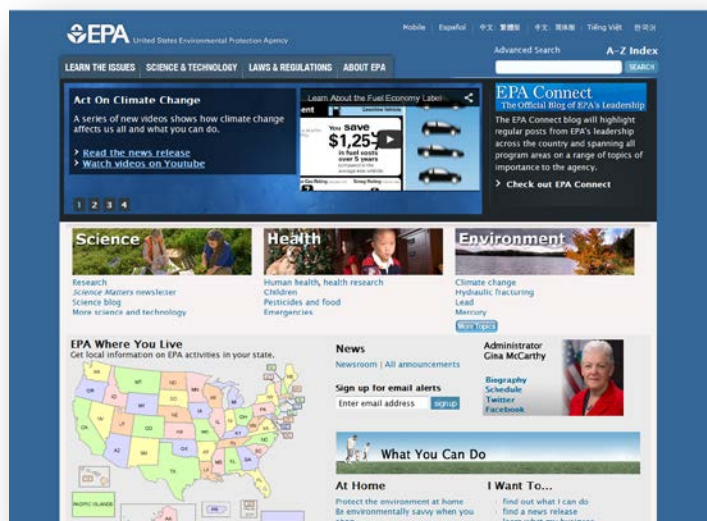 Mobile | Español | 中文: 繁體版 | 中文: 简体版 | Tiếng Việt | 한국어
EPA United States Environmental Protection Agency
Advanced Search A-Z Index
LEARN THE ISSUES SCIENCE & TECHNOLOGY LAWS & REGULATIONS ABOUT EPA
SEARCH
Act On Climate Change
A series of new videos shows how climate change
affects us all and what you can do.
Read the news release
Watch videos on Youtube
1 2 3 4
Learn About the Fuel Economy Label
You save
$1,25
in fuel costs
over 5 years
EPA Connect
The Official Blog of EPA's Leadership
The EPA Connect blog will highlight
regular posts from EPA's leadership
across the country and spanning all
program areas on a range of topics of
importance to the agency.
Check out EPA Connect
Science
Research
Science Matters newsletter
Science blog
More science and technology
Health
Human health, health research
Children
Pesticides and food
Emergencies
Environment
Climate change
Hydraulic fracturing
Lead
Mercury
More Topics
EPA Where You Live
Get local information on EPA activities in your state.
PACIFIC ISLANDS
News
Newsroom | All announcements
Sign up for email alerts
Enter email address signup
Administrator
Gina McCarthy
Biography
Schedule
Twitter
Facebook
What You Can Do
At Home
Protect the environment at home
Be environmentally savvy when you
shop
I Want To...
find out what I can do
find a news release
learn what my business